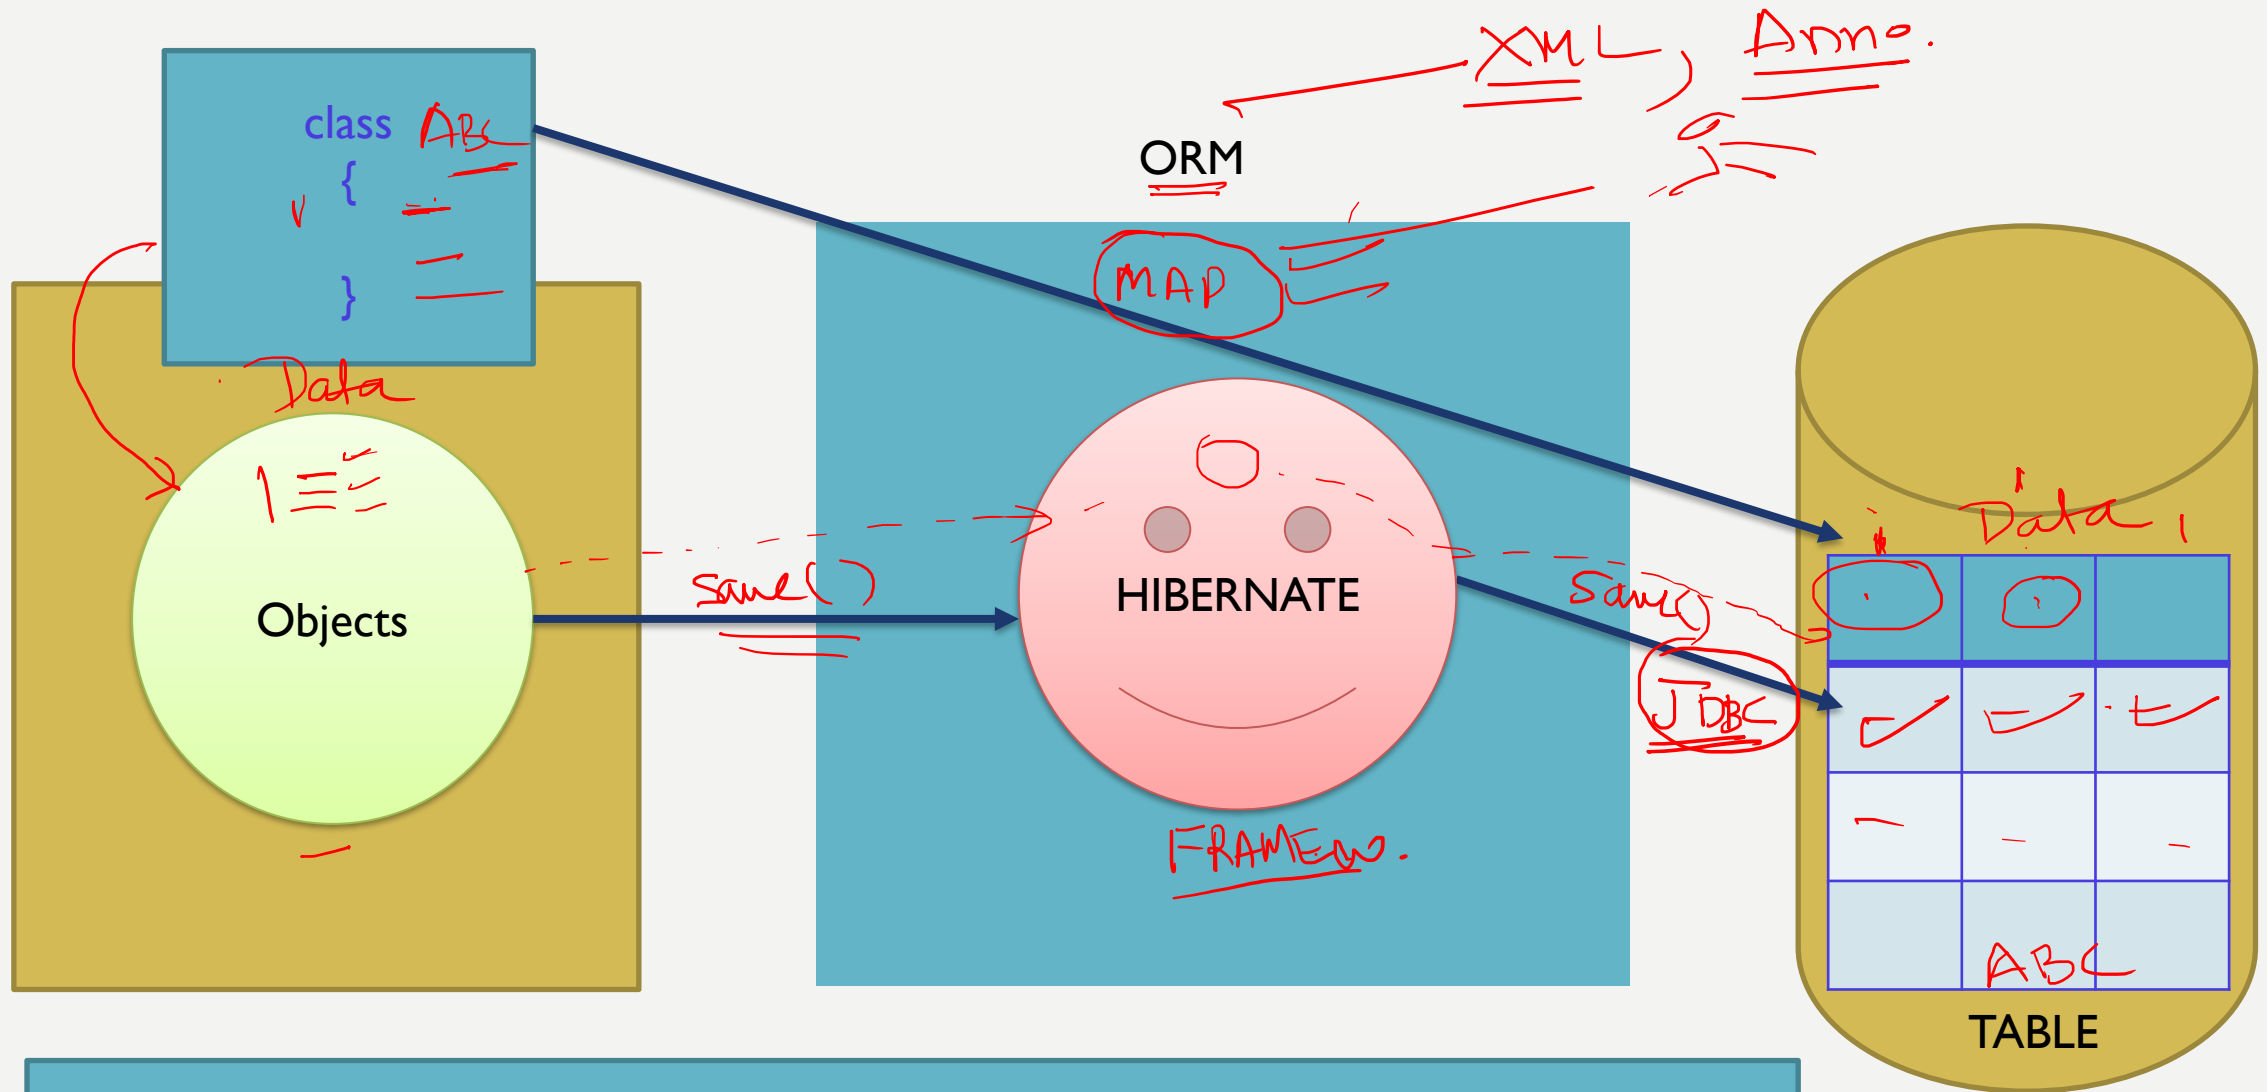 XML, Anno.
class ABC
{
}
ORM
MAP
Data
Objects
save()
HIBERNATE
FRAMEW.
Save()
JDBC
Data
ABC
TABLE